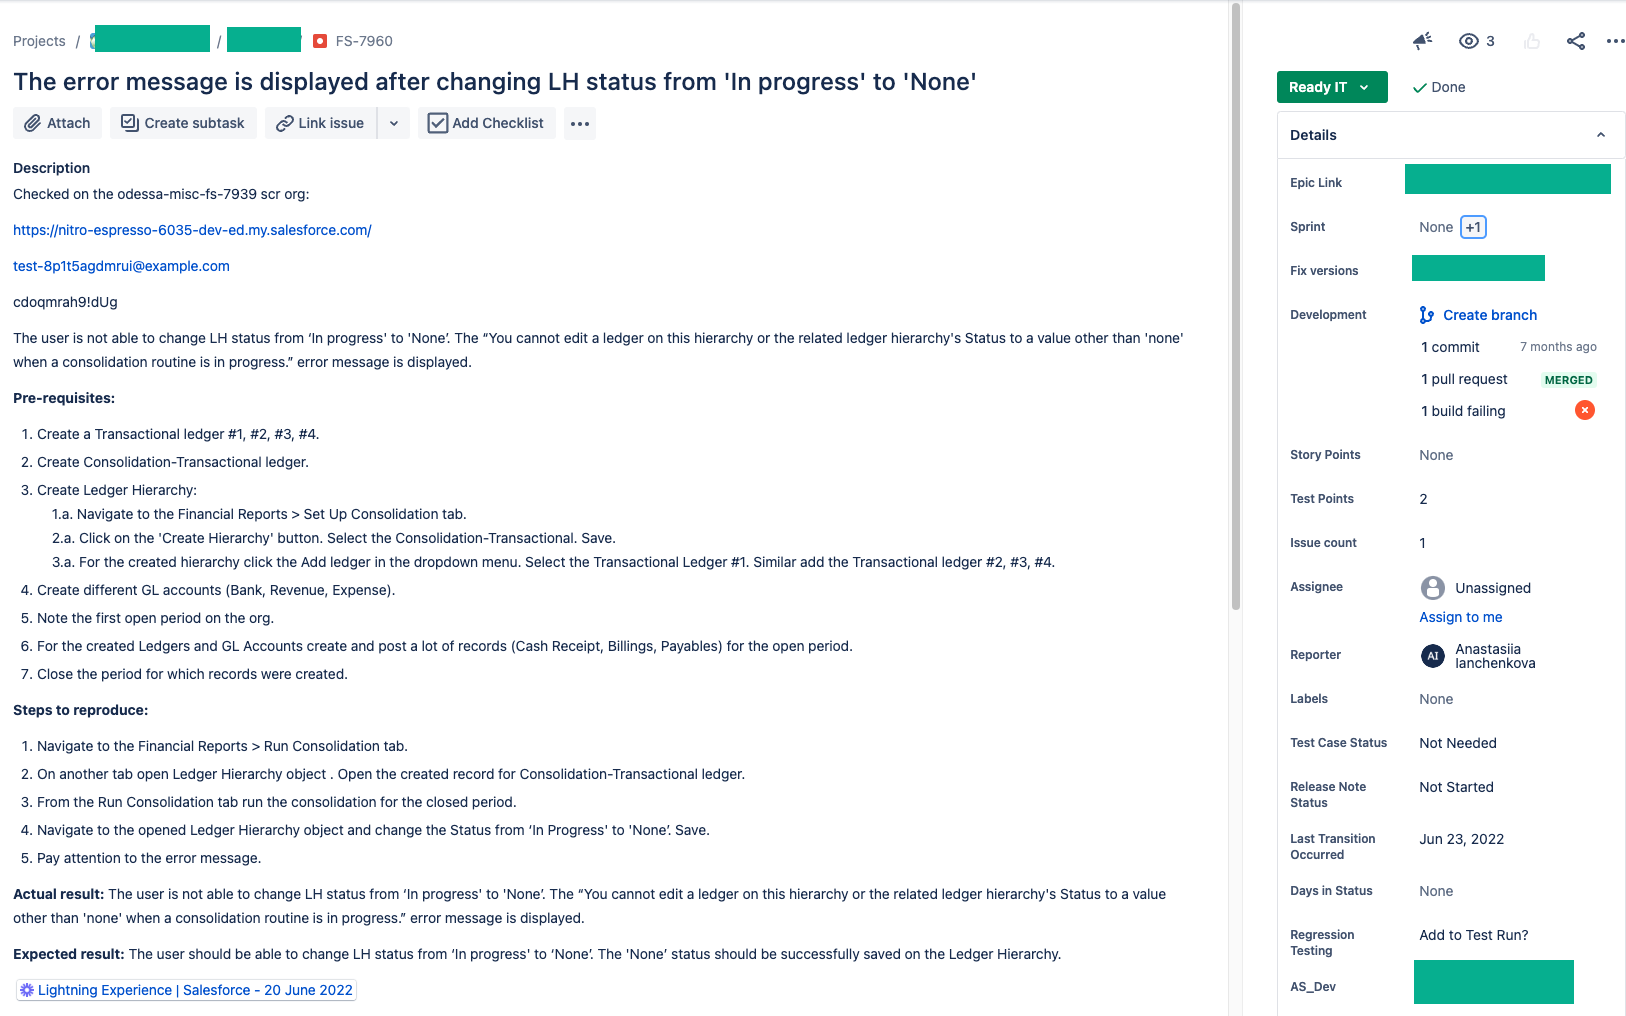 Projects / / FS-7960
3
The error message is displayed after changing LH status from 'In progress' to 'None'
Attach Create subtask Link issue Add Checklist
Description
Checked on the odessa-misc-fs-7939 scr org:
https://nitro-espresso-6035-dev-ed.my.salesforce.com/
test-8p1t5agdmrui@example.com
cdoqmrah9!dUg
The user is not able to change LH status from ‘In progress' to 'None’. The “You cannot edit a ledger on this hierarchy or the related ledger hierarchy's Status to a value other than 'none'
when a consolidation routine is in progress.” error message is displayed.
Pre-requisites:
1. Create a Transactional ledger #1, #2, #3, #4.
2. Create Consolidation-Transactional ledger.
3. Create Ledger Hierarchy:
1.a. Navigate to the Financial Reports > Set Up Consolidation tab.
2.a. Click on the 'Create Hierarchy' button. Select the Consolidation-Transactional. Save.
3.a. For the created hierarchy click the Add ledger in the dropdown menu. Select the Transactional Ledger #1. Similar add the Transactional ledger #2, #3, #4.
4. Create different GL accounts (Bank, Revenue, Expense).
5. Note the first open period on the org.
6. For the created Ledgers and GL Accounts create and post a lot of records (Cash Receipt, Billings, Payables) for the open period.
7. Close the period for which records were created.
Steps to reproduce:
1. Navigate to the Financial Reports > Run Consolidation tab.
2. On another tab open Ledger Hierarchy object . Open the created record for Consolidation-Transactional ledger.
3. From the Run Consolidation tab run the consolidation for the closed period.
4. Navigate to the opened Ledger Hierarchy object and change the Status from ‘In Progress' to 'None’. Save.
5. Pay attention to the error message.
Actual result: The user is not able to change LH status from ‘In progress' to 'None’. The “You cannot edit a ledger on this hierarchy or the related ledger hierarchy's Status to a value
other than 'none' when a consolidation routine is in progress.” error message is displayed.
Expected result: The user should be able to change LH status from ‘In progress' to ‘None’. The 'None’ status should be successfully saved on the Ledger Hierarchy.
Lightning Experience | Salesforce - 20 June 2022
Ready IT Done
Details
Epic Link
Sprint None +1
Fix versions
Development Create branch
1 commit 7 months ago
1 pull request MERGED
1 build failing
Story Points None
Test Points 2
Issue count 1
Assignee Unassigned
Assign to me
Reporter AI Anastasiia
Ianchenkova
Labels None
Test Case Status Not Needed
Release Note Not Started
Status
Last Transition Jun 23, 2022
Occurred
Days in Status None
Regression Add to Test Run?
Testing
AS_Dev